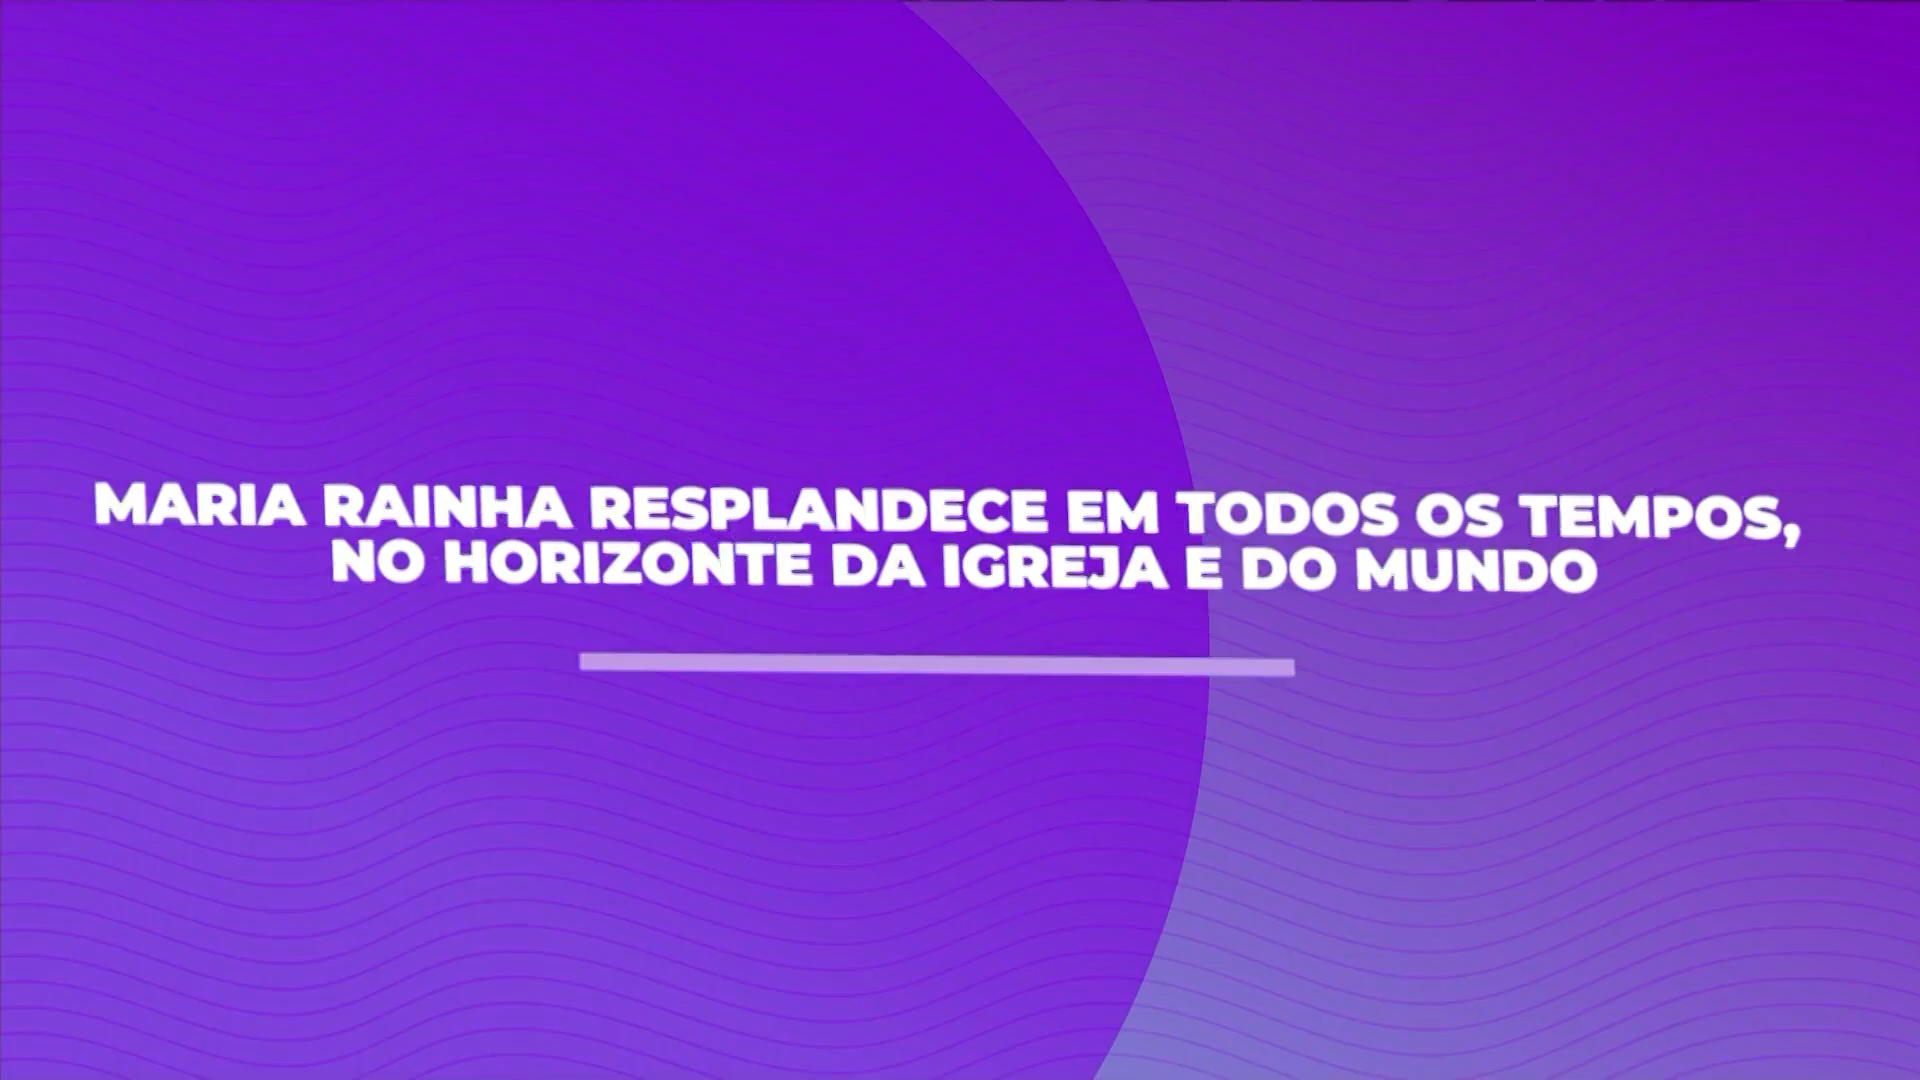 MARIA RAINHA RESPLANDECE EM TODOS OS TEMPOS,
NO HORIZONTE DA IGREJA E DO MUNDO